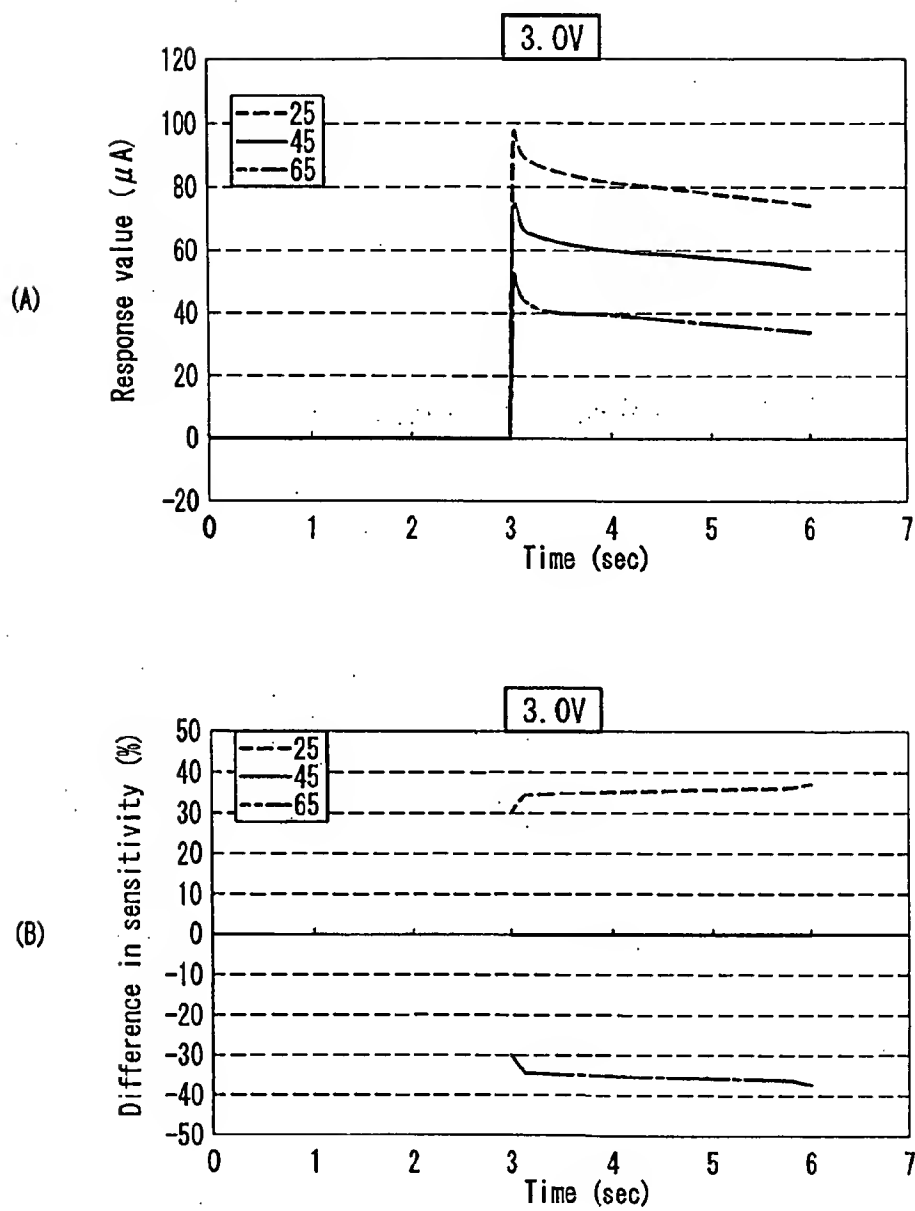 3. 0V
(A)
Response value (μA)
120
100
80
60
40
20
0
-20
25
45
65
0 1 2 3 4 5 6 7
Time (sec)
3. 0V
(B)
Difference in sensitivity (%)
50
40
30
20
10
0
-10
-20
-30
-40
-50
25
45
65
0 1 2 3 4 5 6 7
Time (sec)